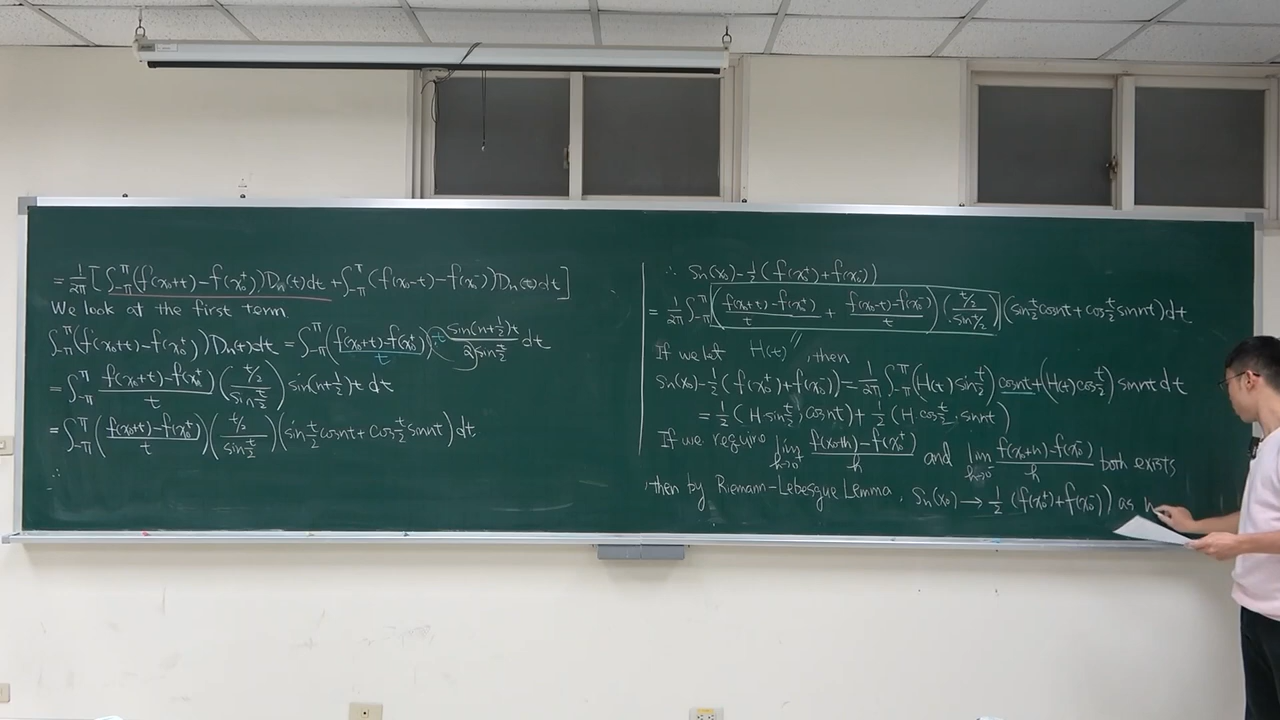 = 1/2π [ ∫_{-π}^{π} (f(x₀+t) - f(x₀⁺)) Dₙ(t)dt + ∫_{-π}^{π} (f(x₀-t) - f(x₀⁻)) Dₙ(t)dt ]
We look at the first term
∫_{-π}^{π} (f(x₀+t) - f(x₀⁺)) Dₙ(t)dt = ∫_{-π}^{π} ( (f(x₀+t) - f(x₀⁺))/t ) · t · sin(n+1/2)t / (2 sin t/2) dt
= ∫_{-π}^{π} (f(x₀+t) - f(x₀⁺))/t ( (t/2)/(sin t/2) ) sin(n+1/2)t dt
= ∫_{-π}^{π} ( (f(x₀+t) - f(x₀⁺))/t ) ( (t/2)/(sin t/2) ) ( sin t/2 cos nt + cos t/2 sin nt ) dt
∴
∴ Sₙ(x₀) - 1/2 ( f(x₀⁺) + f(x₀⁻) )
= 1/2π ∫_{-π}^{π} ( (f(x₀+t) - f(x₀⁺))/t + (f(x₀-t) - f(x₀⁻))/t ) ( (t/2)/(sin t/2) ) ( sin t/2 cos nt + cos t/2 sin nt ) dt
If we let H(t) ", then
Sₙ(x₀) - 1/2 ( f(x₀⁺) + f(x₀⁻) ) = 1/2π ∫_{-π}^{π} (H(t) sin t/2) cos nt + (H(t) cos t/2) sin nt dt
= 1/2 ( H·sin t/2, cos nt ) + 1/2 ( H cos t/2, sin nt )
If we require lim_{h→0⁺} (f(x₀+h) - f(x₀⁺))/h and lim_{h→0⁻} (f(x₀+h) - f(x₀⁻))/h both exists
, then by Riemann-Lebesgue Lemma, Sₙ(x₀) → 1/2 (f(x₀⁺) + f(x₀⁻)) as n